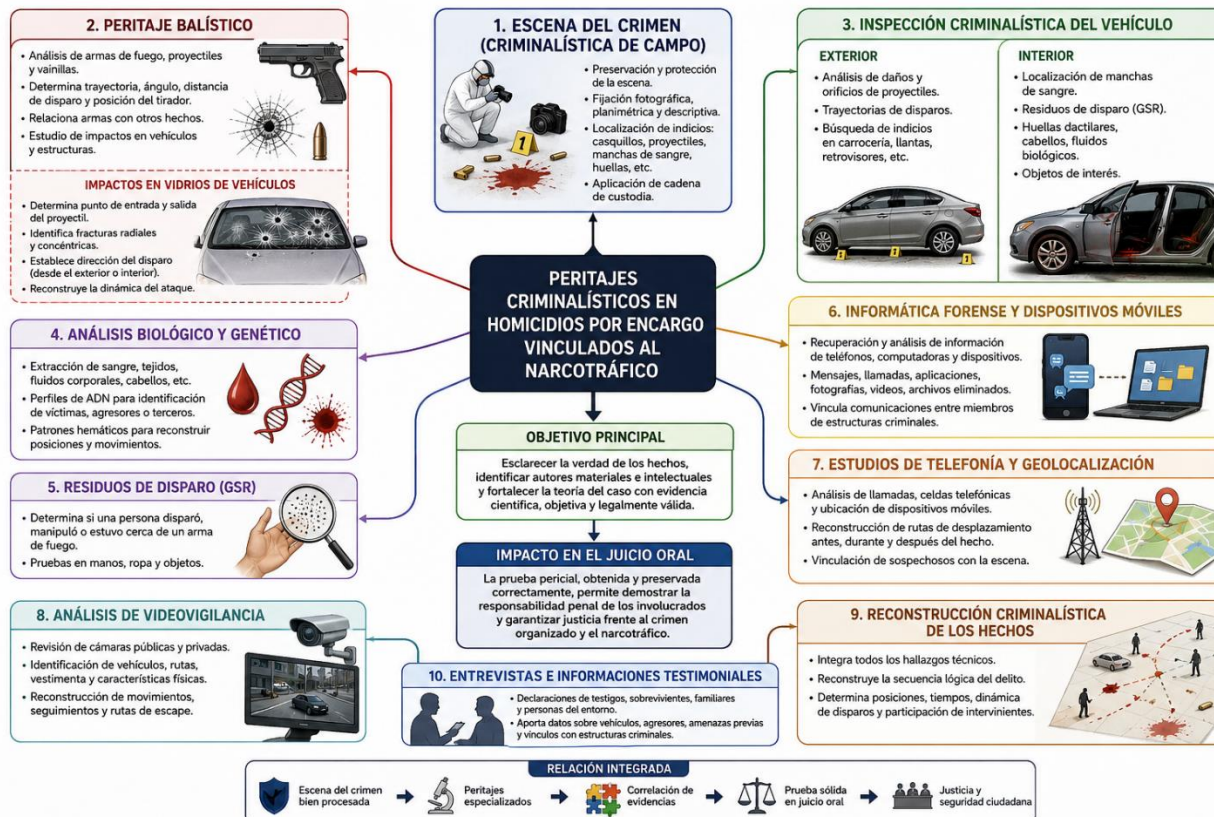 2. PERITAJE BALÍSTICO
• Análisis de armas de fuego, proyectiles
y vainillas.
• Determina trayectoria, ángulo, distancia
de disparo y posición del tirador.
• Relaciona armas con otros hechos.
• Estudio de impactos en vehículos
y estructuras.
IMPACTOS EN VIDRIOS DE VEHÍCULOS
• Determina punto de entrada y salida
del proyectil.
• Identifica fracturas radiales
y concéntricas.
• Establece dirección del disparo
(desde el exterior o interior).
• Reconstruye la dinámica del ataque.
1. ESCENA DEL CRIMEN
(CRIMINALÍSTICA DE CAMPO)
• Preservación y protección
de la escena.
• Fijación fotográfica,
planimétrica y descriptiva.
• Localización de indicios:
casquillos, proyectiles,
manchas de sangre,
huellas, etc.
• Aplicación de cadena
de custodia.
1
3. INSPECCIÓN CRIMINALÍSTICA DEL VEHÍCULO
EXTERIOR
• Análisis de daños y
orificios de proyectiles.
• Trayectorias de disparos.
• Búsqueda de indicios
en carrocería, llantas,
retrovisores, etc.
INTERIOR
• Localización de manchas
de sangre.
• Residuos de disparo (GSR).
• Huellas dactilares,
cabellos, fluidos
biológicos.
• Objetos de interés.
PERITAJES
CRIMINALÍSTICOS EN
HOMICIDIOS POR ENCARGO
VINCULADOS AL
NARCOTRÁFICO
4. ANÁLISIS BIOLÓGICO Y GENÉTICO
• Extracción de sangre, tejidos,
fluidos corporales, cabellos, etc.
• Perfiles de ADN para identificación
de víctimas, agresores o terceros.
• Patrones hemáticos para reconstruir
posiciones y movimientos.
6. INFORMÁTICA FORENSE Y DISPOSITIVOS MÓVILES
• Recuperación y análisis de información
de teléfonos, computadoras y dispositivos.
• Mensajes, llamadas, aplicaciones,
fotografías, videos, archivos eliminados.
• Vincula comunicaciones entre miembros
de estructuras criminales.
OBJETIVO PRINCIPAL
Esclarecer la verdad de los hechos,
identificar autores materiales e intelectuales
y fortalecer la teoría del caso con evidencia
científica, objetiva y legalmente válida.
5. RESIDUOS DE DISPARO (GSR)
• Determina si una persona disparó,
manipuló o estuvo cerca de un arma
de fuego.
• Pruebas en manos, ropa y objetos.
7. ESTUDIOS DE TELEFONÍA Y GEOLOCALIZACIÓN
• Análisis de llamadas, celdas telefónicas
y ubicación de dispositivos móviles.
• Reconstrucción de rutas de desplazamiento
antes, durante y después del hecho.
• Vinculación de sospechosos con la escena.
IMPACTO EN EL JUICIO ORAL
La prueba pericial, obtenida y preservada
correctamente, permite demostrar la
responsabilidad penal de los involucrados
y garantizar justicia frente al crimen
organizado y el narcotráfico.
8. ANÁLISIS DE VIDEOVIGILANCIA
• Revisión de cámaras públicas y privadas.
• Identificación de vehículos, rutas,
vestimenta y características físicas.
• Reconstrucción de movimientos,
seguimientos y rutas de escape.
10. ENTREVISTAS E INFORMACIONES TESTIMONIALES
• Declaraciones de testigos, sobrevivientes, familiares
y personas del entorno.
• Aporta datos sobre vehículos, agresores, amenazas previas
y vínculos con estructuras criminales.
9. RECONSTRUCCIÓN CRIMINALÍSTICA
DE LOS HECHOS
• Integra todos los hallazgos técnicos.
• Reconstruye la secuencia lógica del delito.
• Determina posiciones, tiempos, dinámica
de disparos y participación de intervinientes.
RELACIÓN INTEGRADA
Escena del crimen
bien procesada
Peritajes
especializados
Correlación de
evidencias
Prueba sólida
en juicio oral
Justicia y
seguridad ciudadana